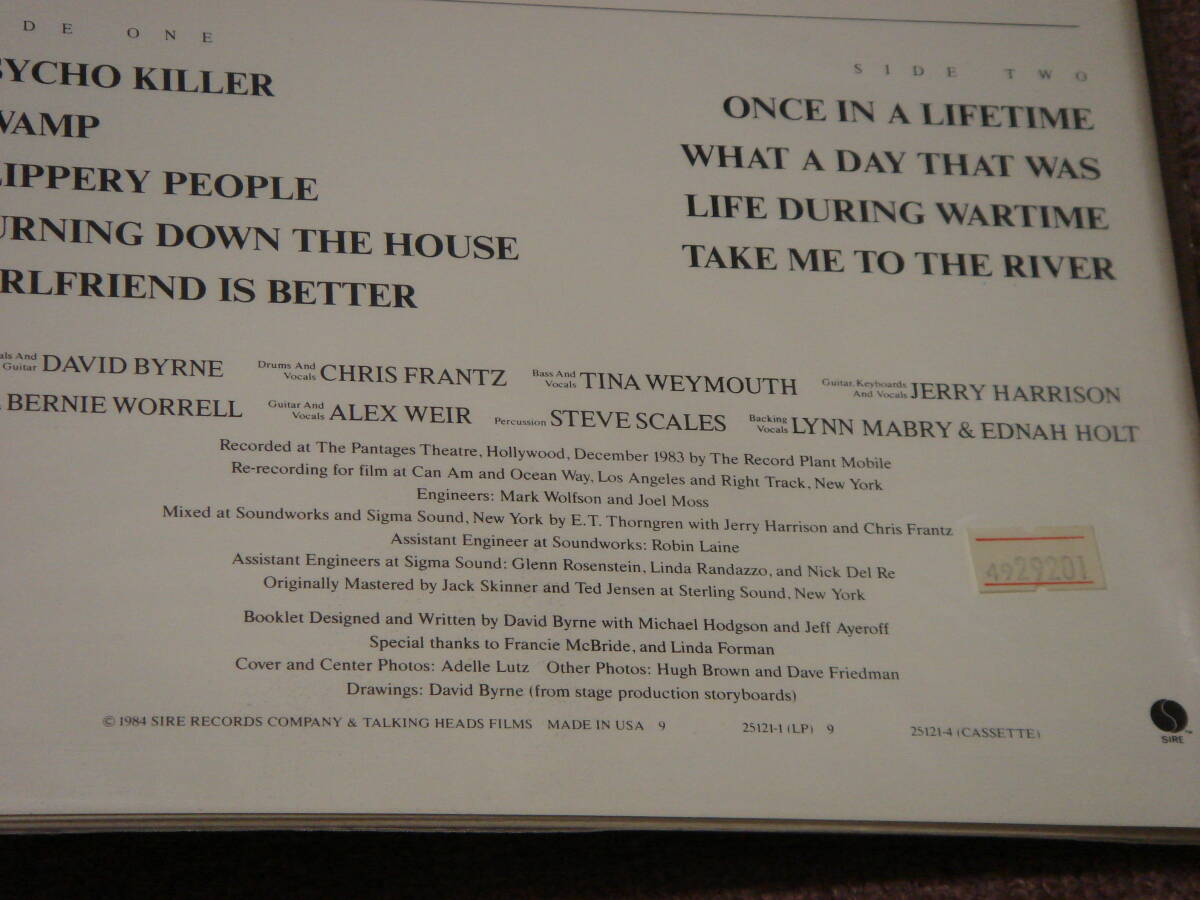 DE ONE
SYCHO KILLER
WAMP
LIPPERY PEOPLE
URNING DOWN THE HOUSE
IRLFRIEND IS BETTER
SIDE TWO
ONCE IN A LIFETIME
WHAT A DAY THAT WAS
LIFE DURING WARTIME
TAKE ME TO THE RIVER
als And Guitar DAVID BYRNE Drums And Vocals CHRIS FRANTZ Bass And Vocals TINA WEYMOUTH Guitar, Keyboards And Vocals JERRY HARRISON
BERNIE WORRELL Guitar And Vocals ALEX WEIR Percussion STEVE SCALES Backing Vocals LYNN MABRY & EDNAH HOLT
Recorded at The Pantages Theatre, Hollywood, December 1983 by The Record Plant Mobile
Re-recording for film at Can Am and Ocean Way, Los Angeles and Right Track, New York
Engineers: Mark Wolfson and Joel Moss
Mixed at Soundworks and Sigma Sound, New York by E.T. Thorngren with Jerry Harrison and Chris Frantz
Assistant Engineer at Soundworks: Robin Laine
Assistant Engineers at Sigma Sound: Glenn Rosenstein, Linda Randazzo, and Nick Del Re
Originally Mastered by Jack Skinner and Ted Jensen at Sterling Sound, New York
4929201
Booklet Designed and Written by David Byrne with Michael Hodgson and Jeff Ayeroff
Special thanks to Francie McBride, and Linda Forman
Cover and Center Photos: Adelle Lutz Other Photos: Hugh Brown and Dave Friedman
Drawings: David Byrne (from stage production storyboards)
© 1984 SIRE RECORDS COMPANY & TALKING HEADS FILMS MADE IN USA 9 25121-1 (LP) 9 25121-4 (CASSETTE)
SIRE